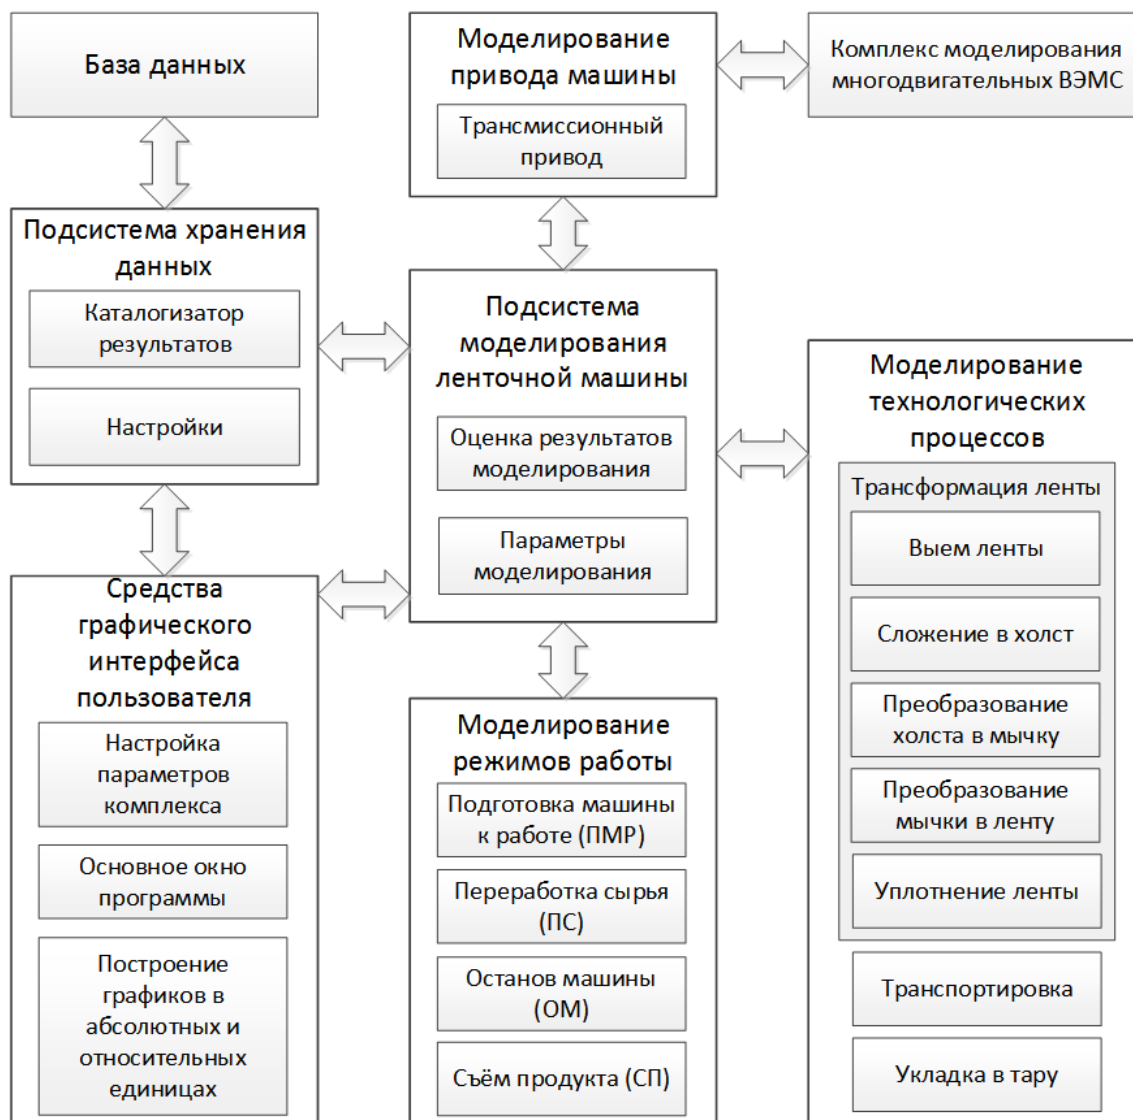 База данных
Моделирование
привода машины
Трансмиссионный
привод
Комплекс моделирования
многодвигательных ВЭМС
Подсистема хранения
данных
Каталогизатор
результатов
Настройки
Подсистема
моделирования
ленточной машины
Оценка результатов
моделирования
Параметры
моделирования
Моделирование
технологических
процессов
Трансформация ленты
Выем ленты
Сложение в холст
Преобразование
холста в мычку
Преобразование
мычки в ленту
Уплотнение ленты
Транспортировка
Укладка в тару
Средства
графического
интерфейса
пользователя
Настройка
параметров
комплекса
Основное окно
программы
Построение
графиков в
абсолютных и
относительных
единицах
Моделирование
режимов работы
Подготовка машины
к работе (ПМР)
Переработка сырья
(ПС)
Останов машины
(ОМ)
Съём продукта (СП)